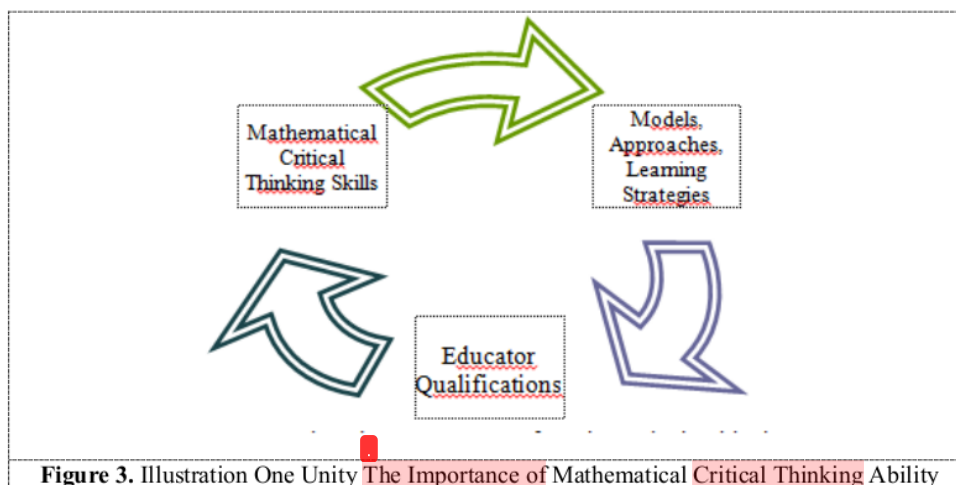 Mathematical
Critical
Thinking Skills
Models,
Approaches,
Learning
Strategies
Educator
Qualifications
Figure 3. Illustration One Unity The Importance of Mathematical Critical Thinking Ability